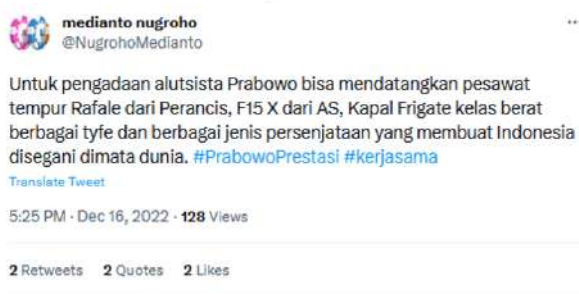 medianto nugroho
@NugrohoMedianto
Untuk pengadaan alutsista Prabowo bisa mendatangkan pesawat
tempur Rafale dari Perancis, F15 X dari AS, Kapal Frigate kelas berat
berbagai tyfe dan berbagai jenis persenjataan yang membuat Indonesia
disegani dimata dunia. #PrabowoPrestasi #kerjasama
Translate Tweet
5:25 PM · Dec 16, 2022 · 128 Views
2 Retweets 2 Quotes 2 Likes